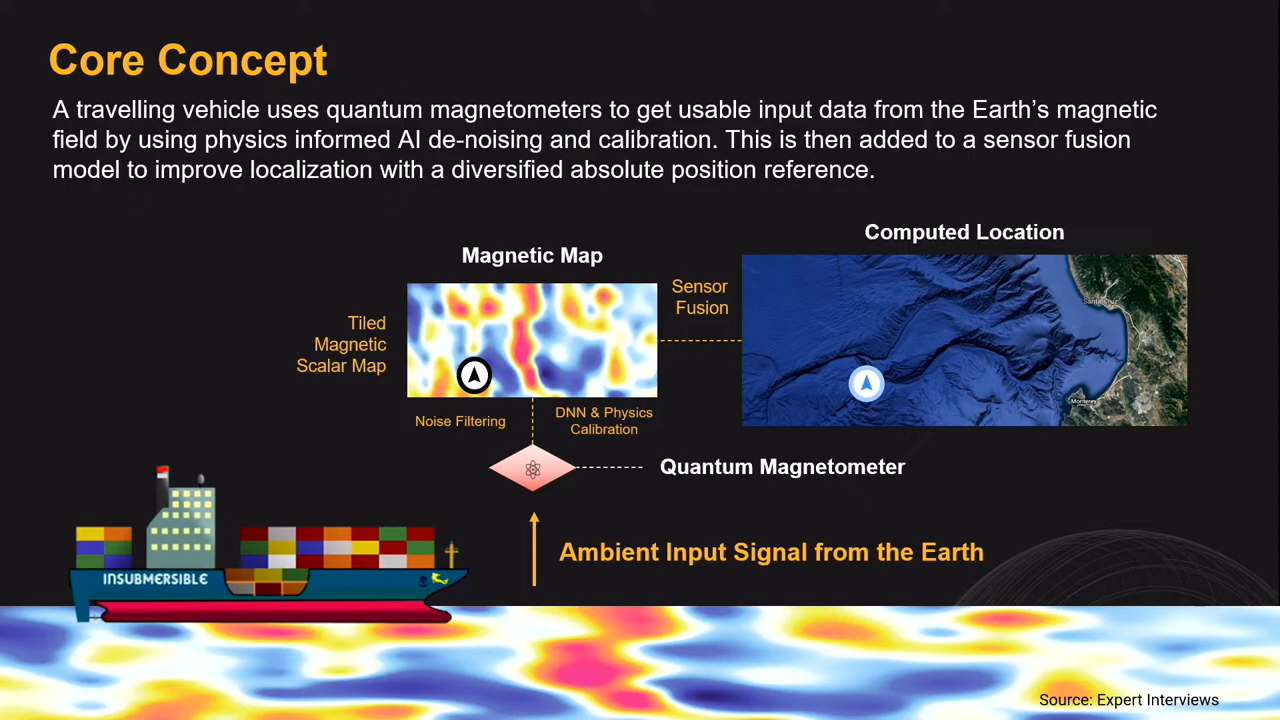 Core Concept
A travelling vehicle uses quantum magnetometers to get usable input data from the Earth's magnetic
field by using physics informed AI de-noising and calibration. This is then added to a sensor fusion
model to improve localization with a diversified absolute position reference.
Computed Location
Magnetic Map
Sensor
Fusion
Santa Cruz
Tiled
Magnetic
Scalar Map
Monterey
Noise Filtering
DNN & Physics
Calibration
Quantum Magnetometer
Ambient Input Signal from the Earth
INSUBMERSIBLE
Source: Expert Interviews